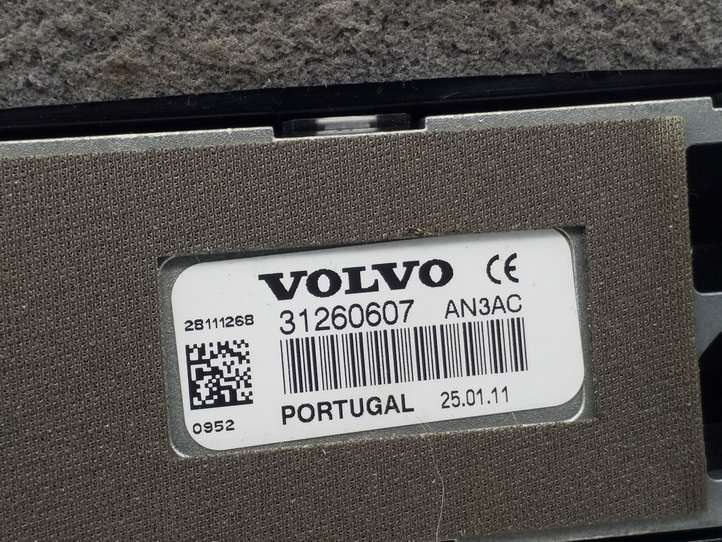 VOLVO CE
28111268 31260607 AN3AC
PORTUGAL 25.01.11
0952